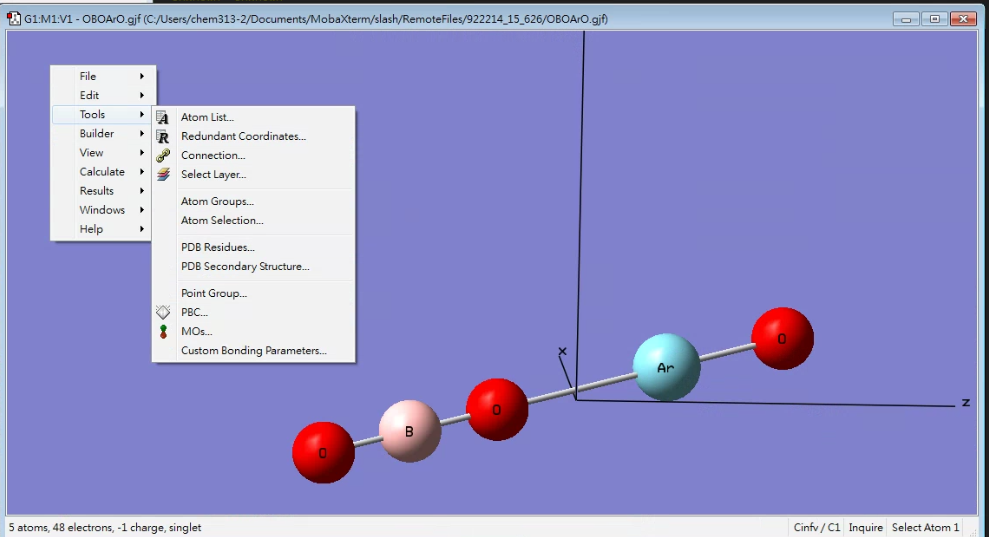 G1:M1:V1 - OBOArO.gjf (C:/Users/chem313-2/Documents/MobaXterm/slash/RemoteFiles/922214_15_626/OBOArO.gjf)
File
Edit
Tools
Builder
View
Calculate
Results
Windows
Help
Atom List...
Redundant Coordinates...
Connection...
Select Layer...
Atom Groups...
Atom Selection...
PDB Residues...
PDB Secondary Structure...
Point Group...
PBC...
MOs...
Custom Bonding Parameters...
X
Z
O
B
O
Ar
O
5 atoms, 48 electrons, -1 charge, singlet
Cinfv / C1
Inquire
Select Atom 1